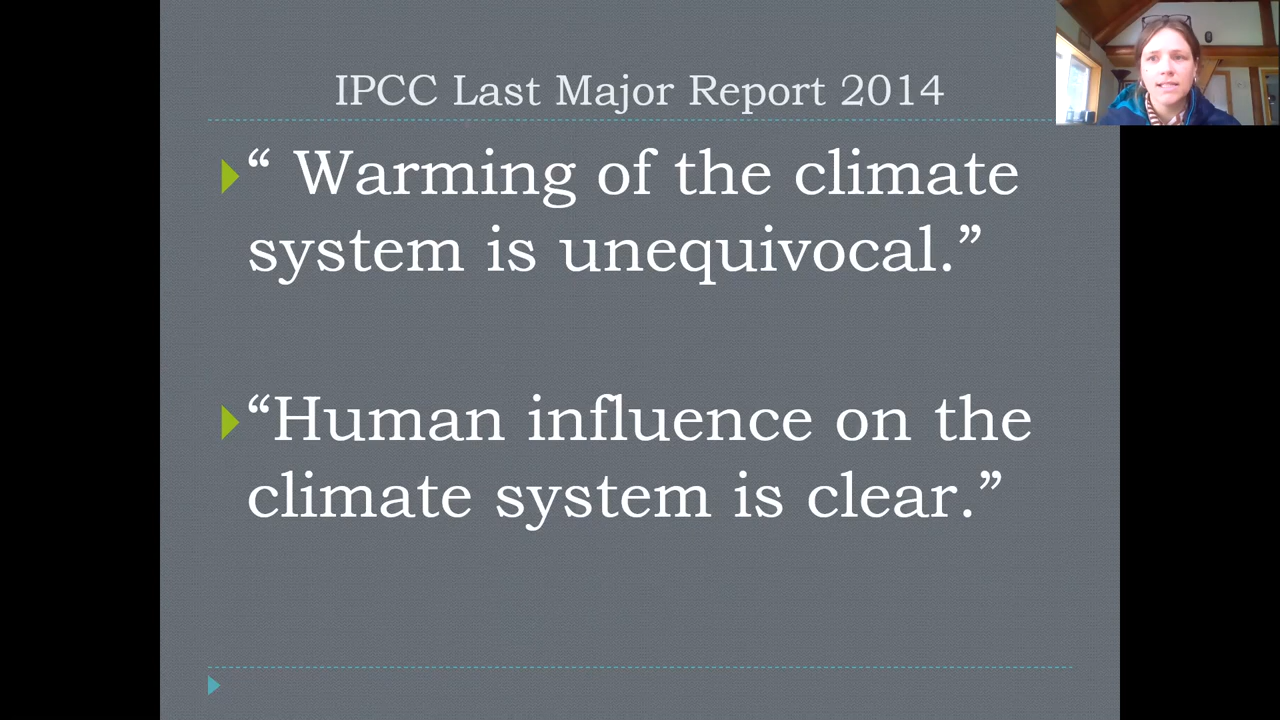 IPCC Last Major Report 2014
“ Warming of the climate
system is unequivocal.”
“Human influence on the
climate system is clear.”